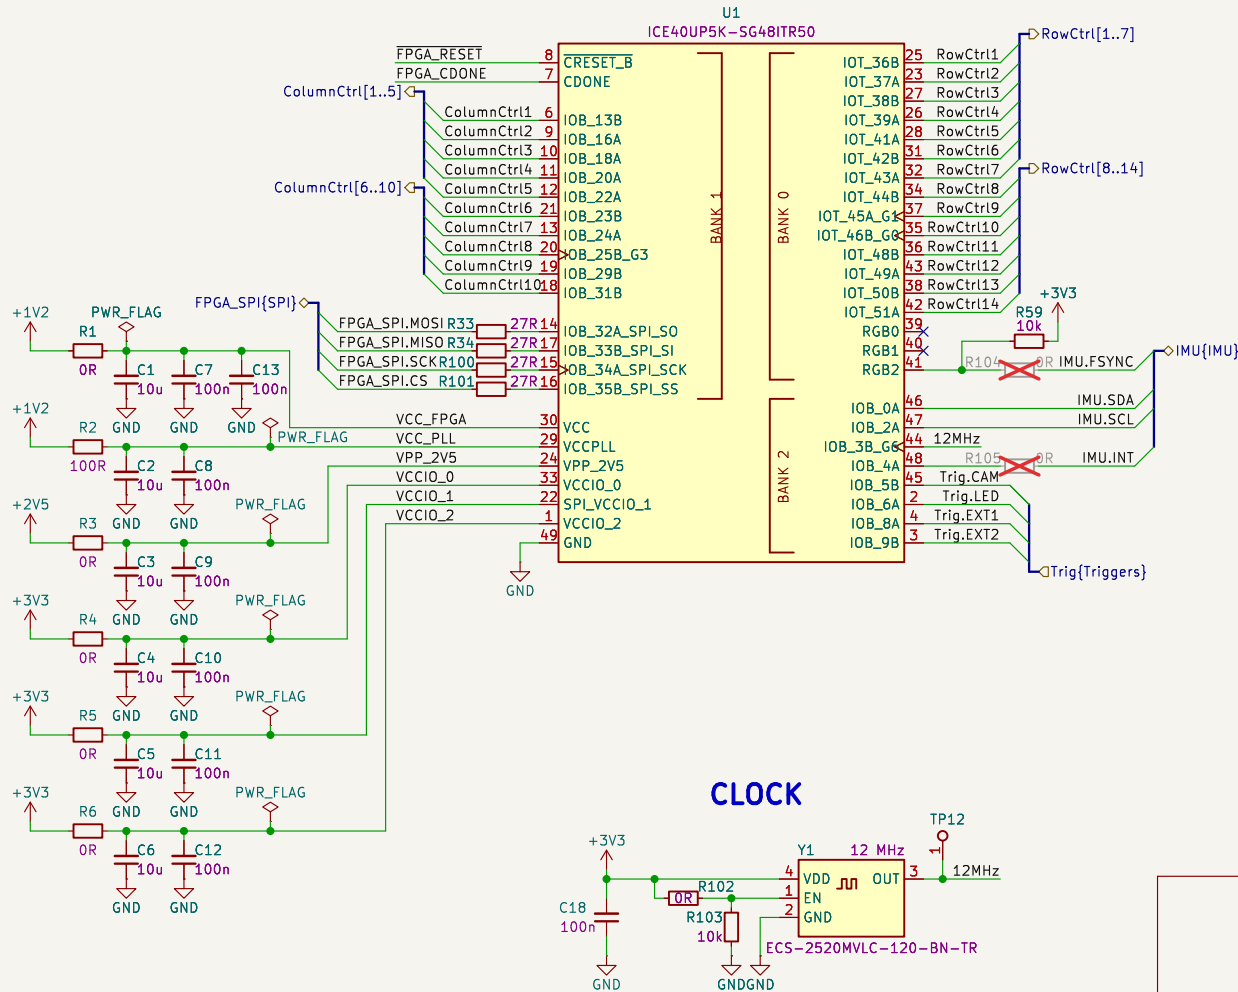 U1
ICE40UP5K-SG48ITR50
FPGA_RESET 8 CRESET_B
FPGA_CDONE 7 CDONE
ColumnCtrl[1..5]
ColumnCtrl1 6 IOB_13B
ColumnCtrl2 9 IOB_16A
ColumnCtrl3 10 IOB_18A
ColumnCtrl4 11 IOB_20A
ColumnCtrl[6..10]
ColumnCtrl5 12 IOB_22A
ColumnCtrl6 21 IOB_23B
ColumnCtrl7 13 IOB_24A
ColumnCtrl8 20 IOB_25B_G3
ColumnCtrl9 19 IOB_29B
ColumnCtrl10 18 IOB_31B
FPGA_SPI{SPI}
FPGA_SPI.MOSI R33 27R 14 IOB_32A_SPI_SO
FPGA_SPI.MISO R34 27R 17 IOB_33B_SPI_SI
FPGA_SPI.SCK R100 27R 15 IOB_34A_SPI_SCK
FPGA_SPI.CS R101 27R 16 IOB_35B_SPI_SS
VCC_FPGA 30 VCC
VCC_PLL 29 VCCPLL
VPP_2V5 24 VPP_2V5
VCCIO_0 33 VCCIO_0
VCCIO_1 22 SPI_VCCIO_1
VCCIO_2 1 VCCIO_2
49 GND
GND
BANK 1
BANK 0
BANK 2
RowCtrl[1..7]
IOT_36B 25 RowCtrl1
IOT_37A 23 RowCtrl2
IOT_38B 27 RowCtrl3
IOT_39A 26 RowCtrl4
IOT_41A 28 RowCtrl5
IOT_42B 31 RowCtrl6
IOT_43A 32 RowCtrl7
RowCtrl[8..14]
IOT_44B 34 RowCtrl8
IOT_45A_G1 37 RowCtrl9
IOT_46B_G0 35 RowCtrl10
IOT_48B 36 RowCtrl11
IOT_49A 43 RowCtrl12
IOT_50B 38 RowCtrl13
IOT_51A 42 RowCtrl14
RGB0 39
RGB1 40
RGB2 41
+3V3
R59
10k
R104 0R IMU.FSYNC
IMU{IMU}
IOB_0A 46 IMU.SDA
IOB_2A 47 IMU.SCL
IOB_3B_G6 44 12MHz
IOB_4A 48 R105 0R IMU.INT
IOB_5B 45 Trig.CAM
IOB_6A 2 Trig.LED
IOB_8A 4 Trig.EXT1
IOB_9B 3 Trig.EXT2
Trig{Triggers}
+1V2 PWR_FLAG
R1
0R
C1 C7 C13
10u 100n 100n
GND GND GND
+1V2
R2 PWR_FLAG
100R
C2 C8
10u 100n
GND GND
+2V5 PWR_FLAG
R3
0R
C3 C9
10u 100n
GND GND
+3V3 PWR_FLAG
R4
0R
C4 C10
10u 100n
GND GND
+3V3 PWR_FLAG
R5
0R
C5 C11
10u 100n
GND GND
+3V3 PWR_FLAG
R6
0R
C6 C12
10u 100n
GND GND
CLOCK
+3V3
C18
100n
GND
R102
0R
R103
10k
GND
GND
Y1 12 MHz
4 VDD OUT 3 12MHz
1 EN
2 GND
ECS-2520MVLC-120-BN-TR
TP12
1